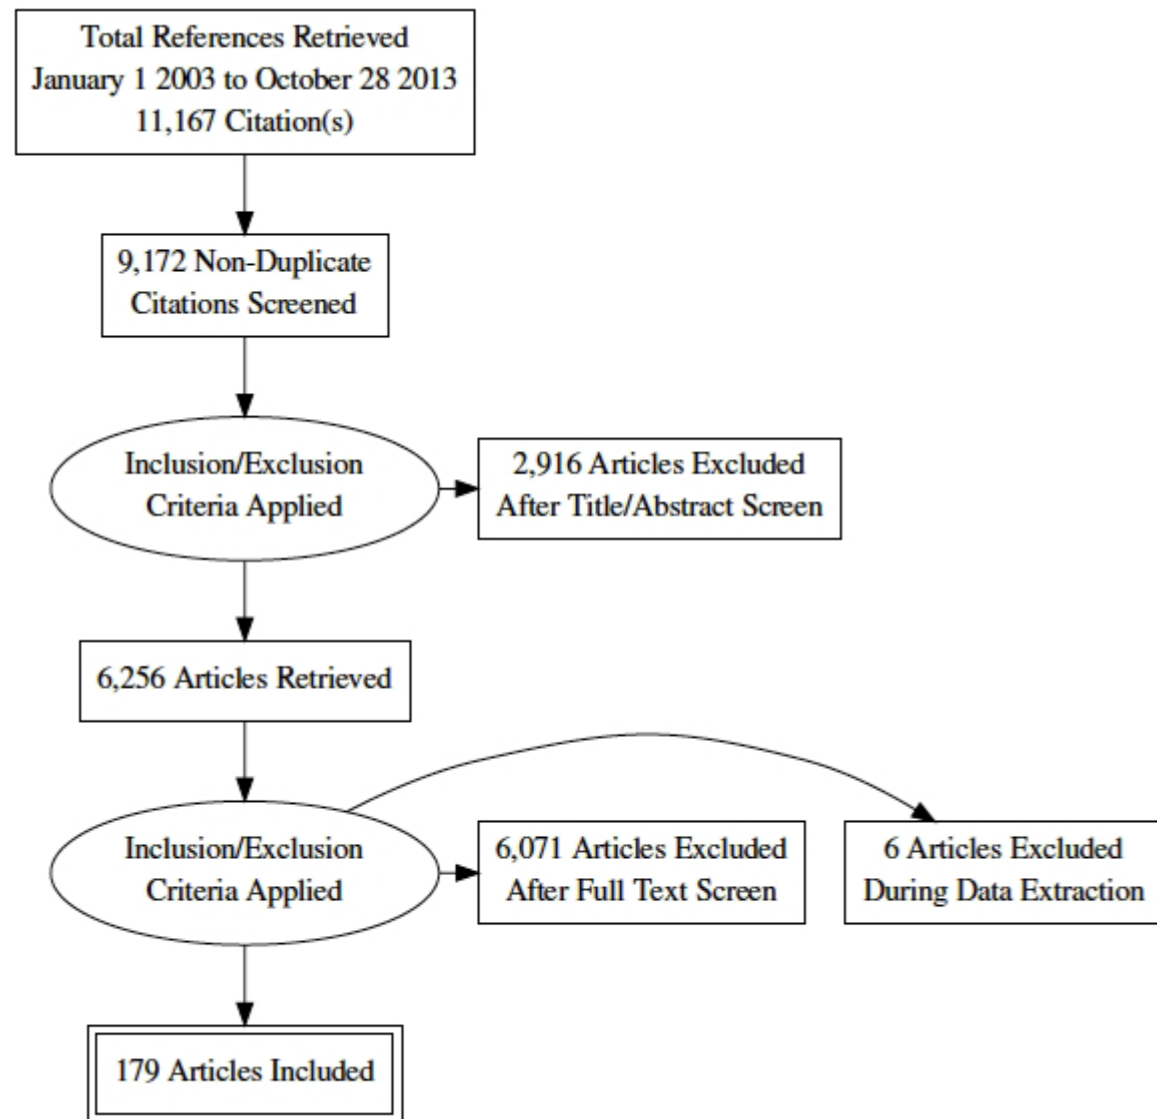 Total References Retrieved
January 1 2003 to October 28 2013
11,167 Citation(s)
9,172 Non-Duplicate
Citations Screened
Inclusion/Exclusion
Criteria Applied
2,916 Articles Excluded
After Title/Abstract Screen
6,256 Articles Retrieved
Inclusion/Exclusion
Criteria Applied
6,071 Articles Excluded
After Full Text Screen
6 Articles Excluded
During Data Extraction
179 Articles Included